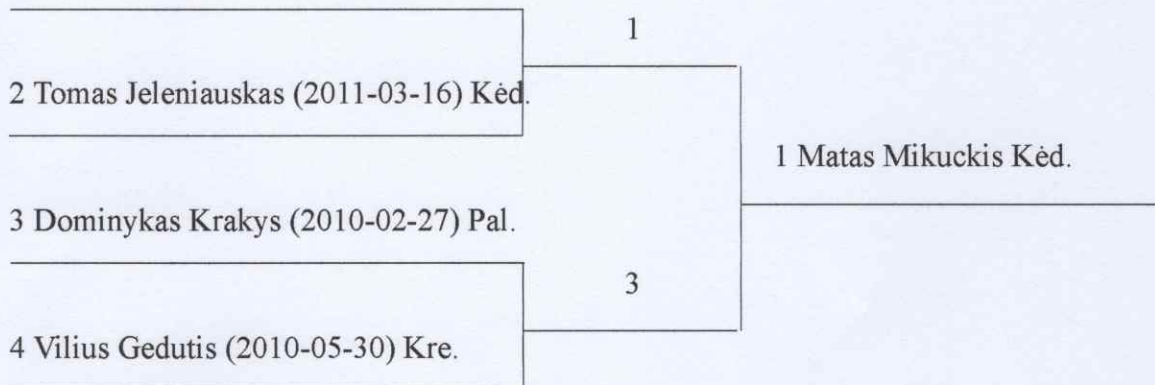 1
2 Tomas Jeleniauskas (2011-03-16) Kėd.
1 Matas Mikuckis Kėd.
3 Dominykas Krakys (2010-02-27) Pal.
3
4 Vilius Gedutis (2010-05-30) Kre.